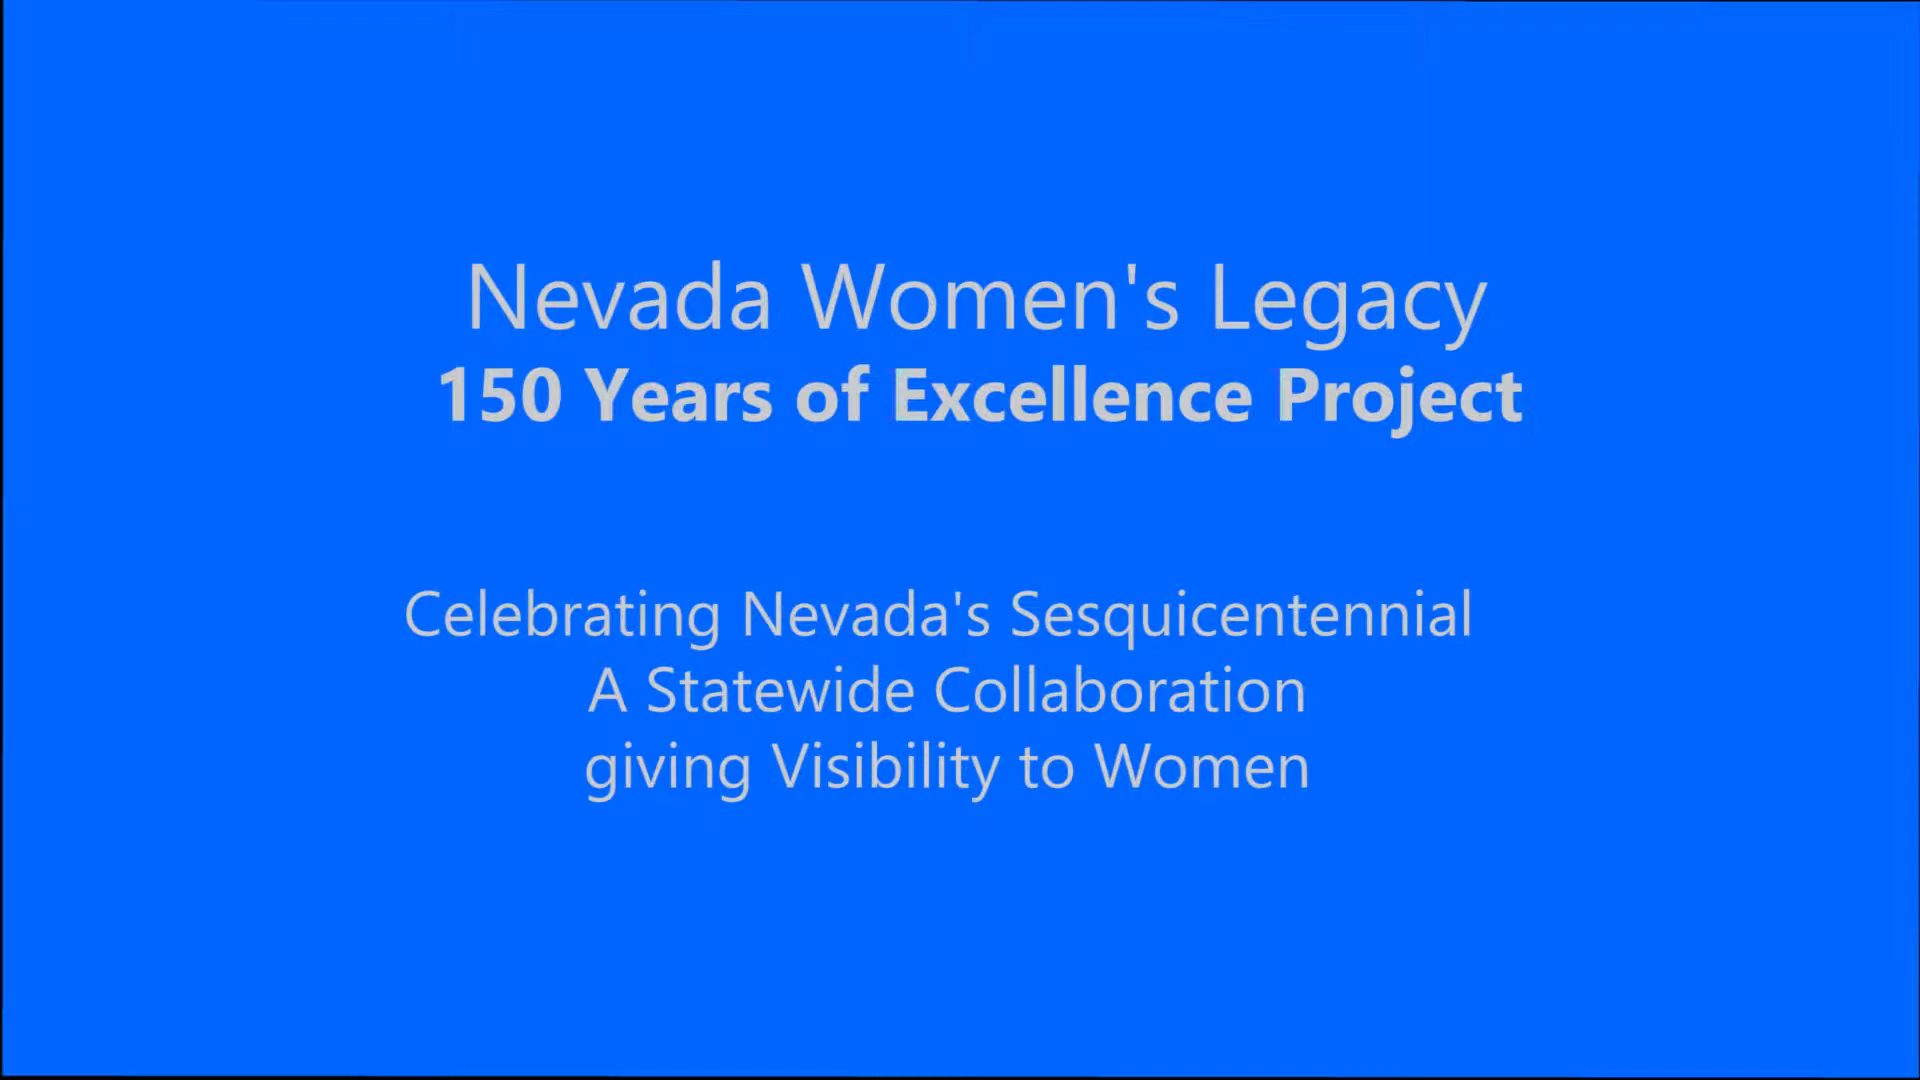 Nevada Women's Legacy
150 Years of Excellence Project
Celebrating Nevada's Sesquicentennial
A Statewide Collaboration
giving Visibility to Women